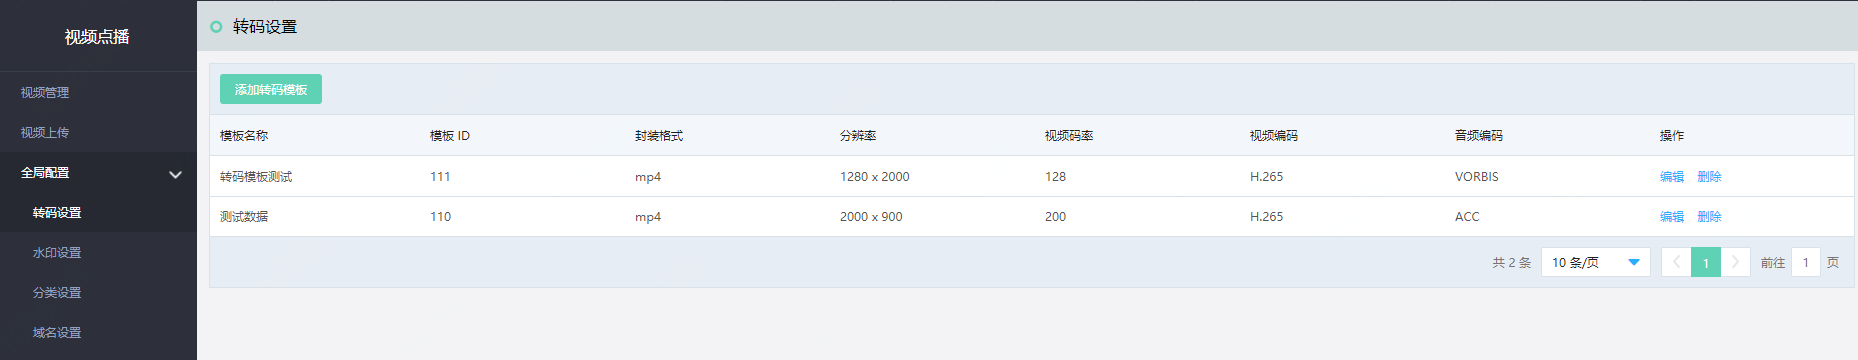 视频点播
视频管理
视频上传
全局配置
转码设置
水印设置
分类设置
域名设置
转码设置
添加转码模板
模板名称 模板 ID 封装格式 分辨率 视频码率 视频编码 音频编码 操作
转码模板测试 111 mp4 1280 x 2000 128 H.265 VORBIS 编辑 删除
测试数据 110 mp4 2000 x 900 200 H.265 ACC 编辑 删除
共 2 条 10 条/页 1 前往 1 页